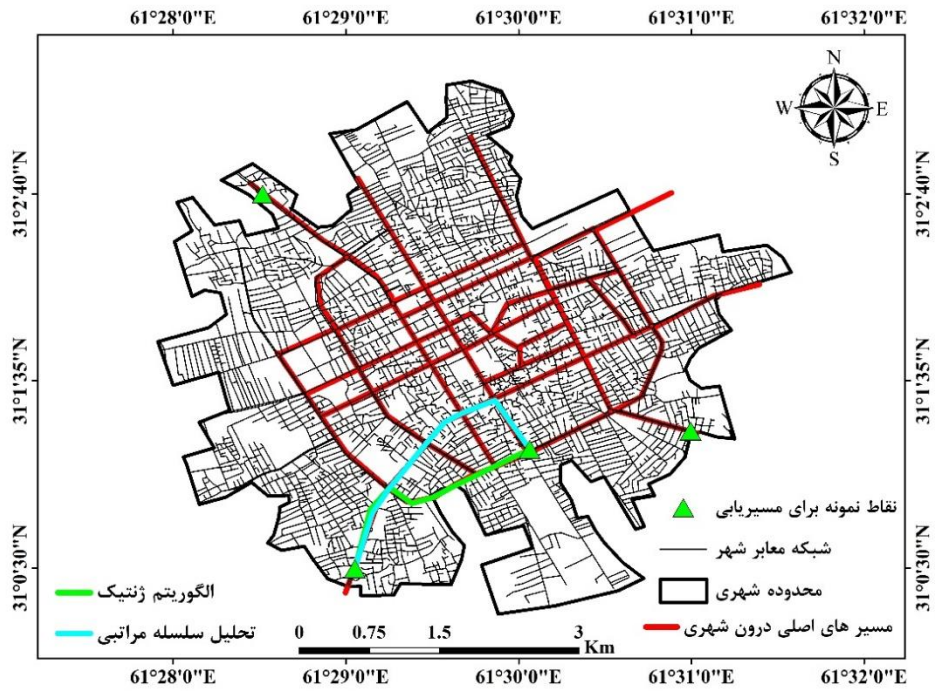 61°28'0"E 61°29'0"E 61°30'0"E 61°31'0"E 61°32'0"E
N
W E
S
31°2'40"N 31°2'40"N
31°1'35"N 31°1'35"N
31°0'30"N 31°0'30"N
نقاط نمونه برای مسیریابی
شبکه معابر شهر
محدوده شهری
مسیر های اصلی درون شهری
الگوریتم ژنتیک
تحلیل سلسله مراتبی
0 0.75 1.5 3
Km
61°28'0"E 61°29'0"E 61°30'0"E 61°31'0"E 61°32'0"E